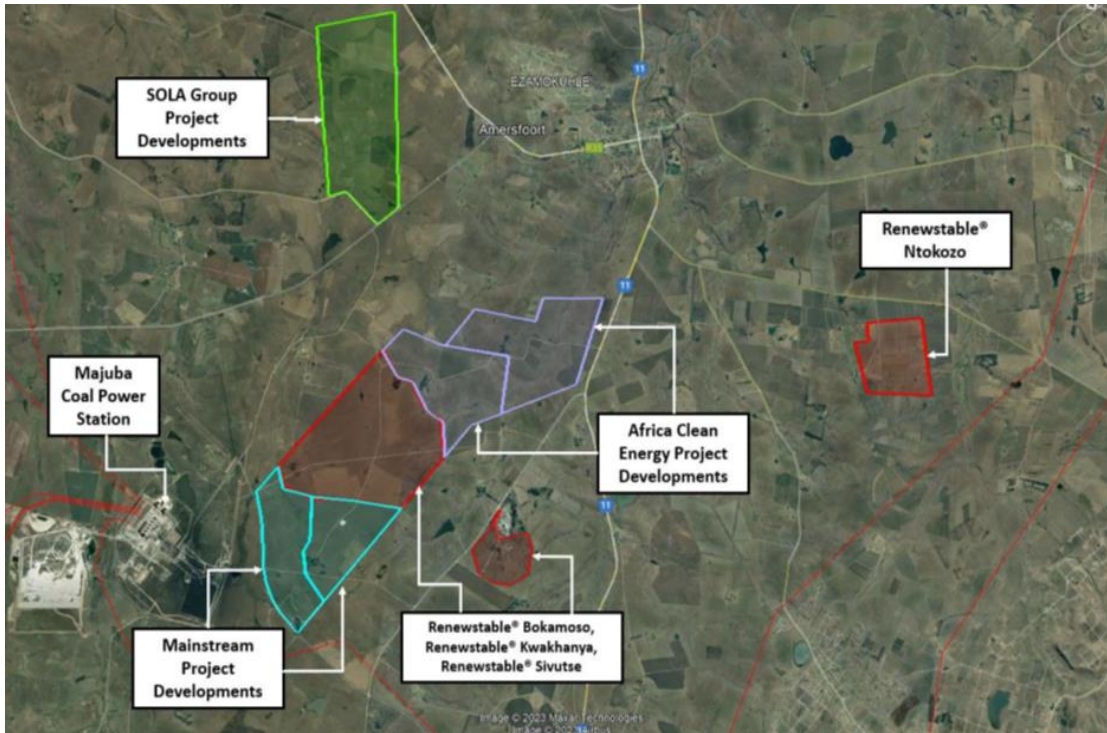 11
EZAMOKUHLE
SOLA Group
Project
Developments
Amersfoort
Renewstable®
Ntokozo
11
Majuba
Coal Power
Station
Africa Clean
Energy Project
Developments
11
Renewstable® Bokamoso,
Renewstable® Kwakhanya,
Renewstable® Sivutse
Mainstream
Project
Developments
Image © 2023 Maxar Technologies